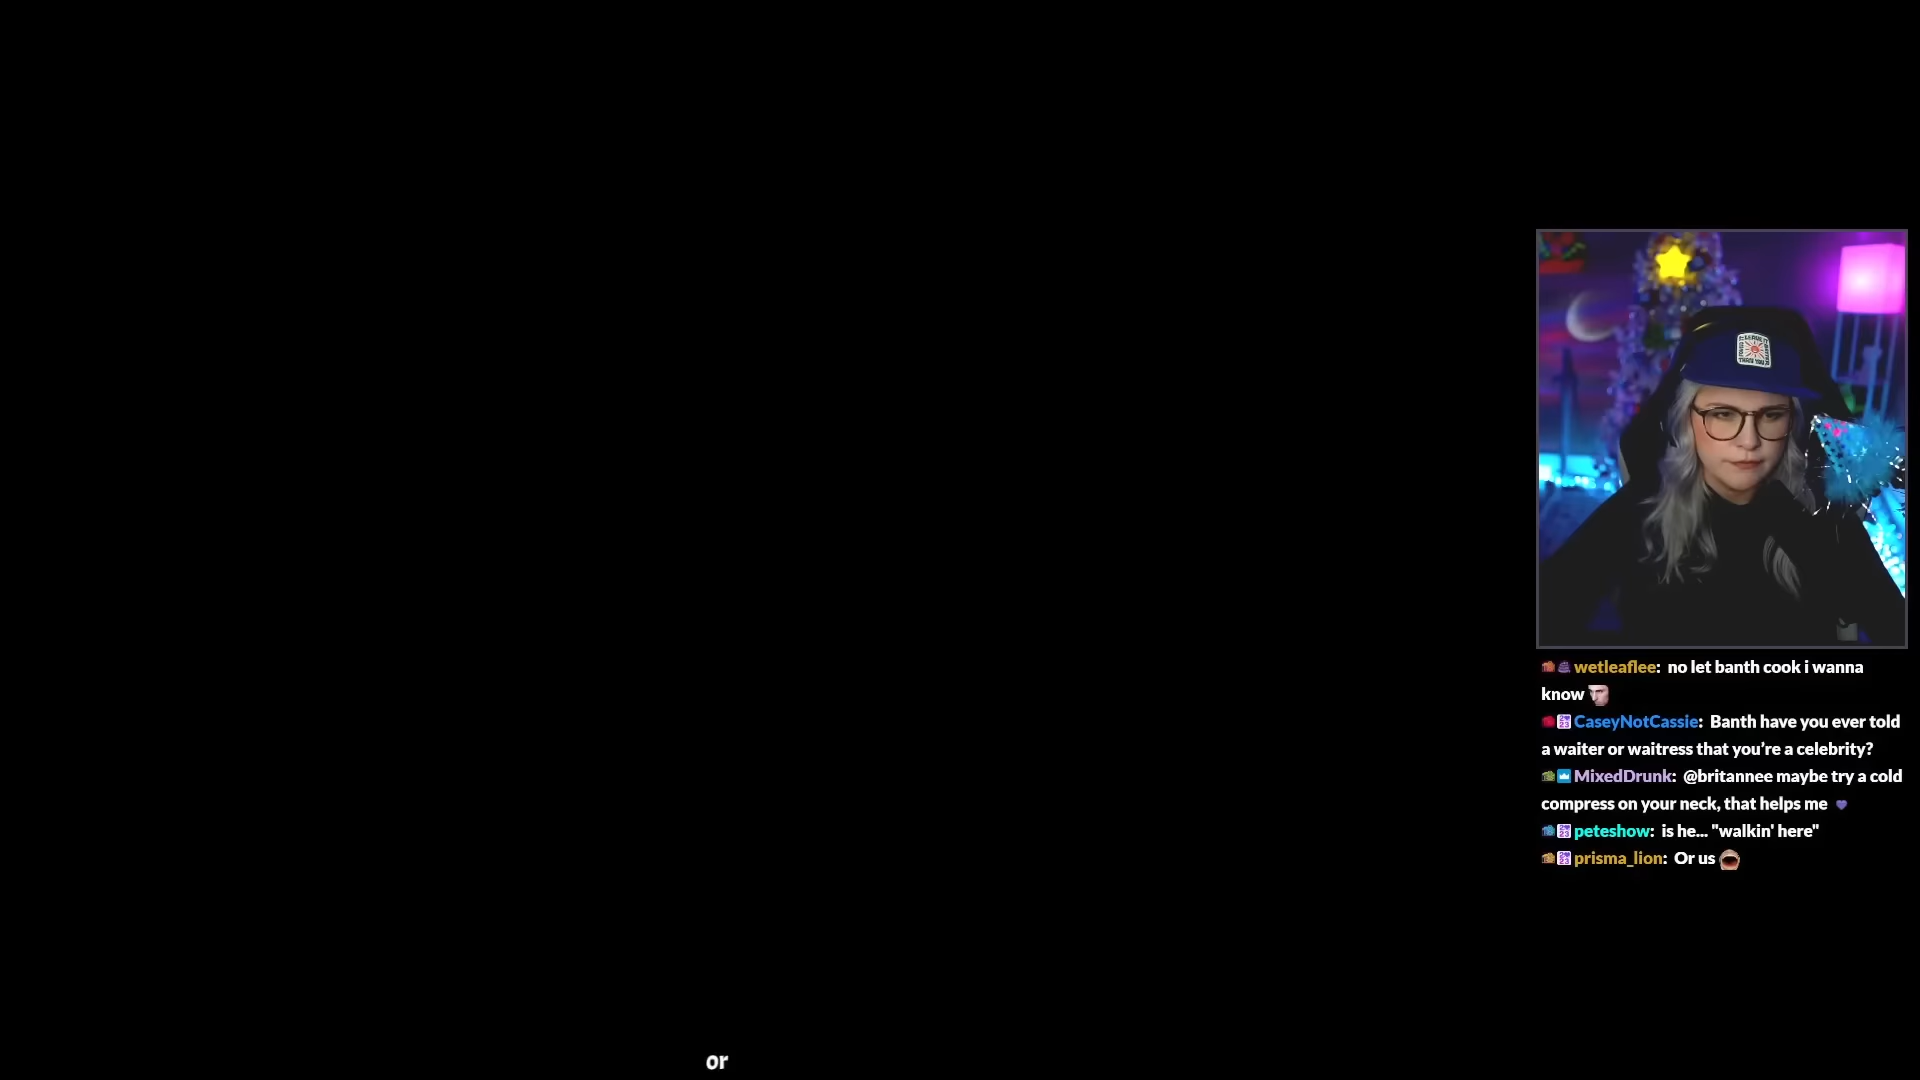 wetleaflee: no let banth cook i wanna
know
CaseyNotCassie: Banth have you ever told
a waiter or waitress that you’re a celebrity?
MixedDrunk: @britannee maybe try a cold
compress on your neck, that helps me
peteshow: is he... "walkin' here"
prisma_lion: Or us
or